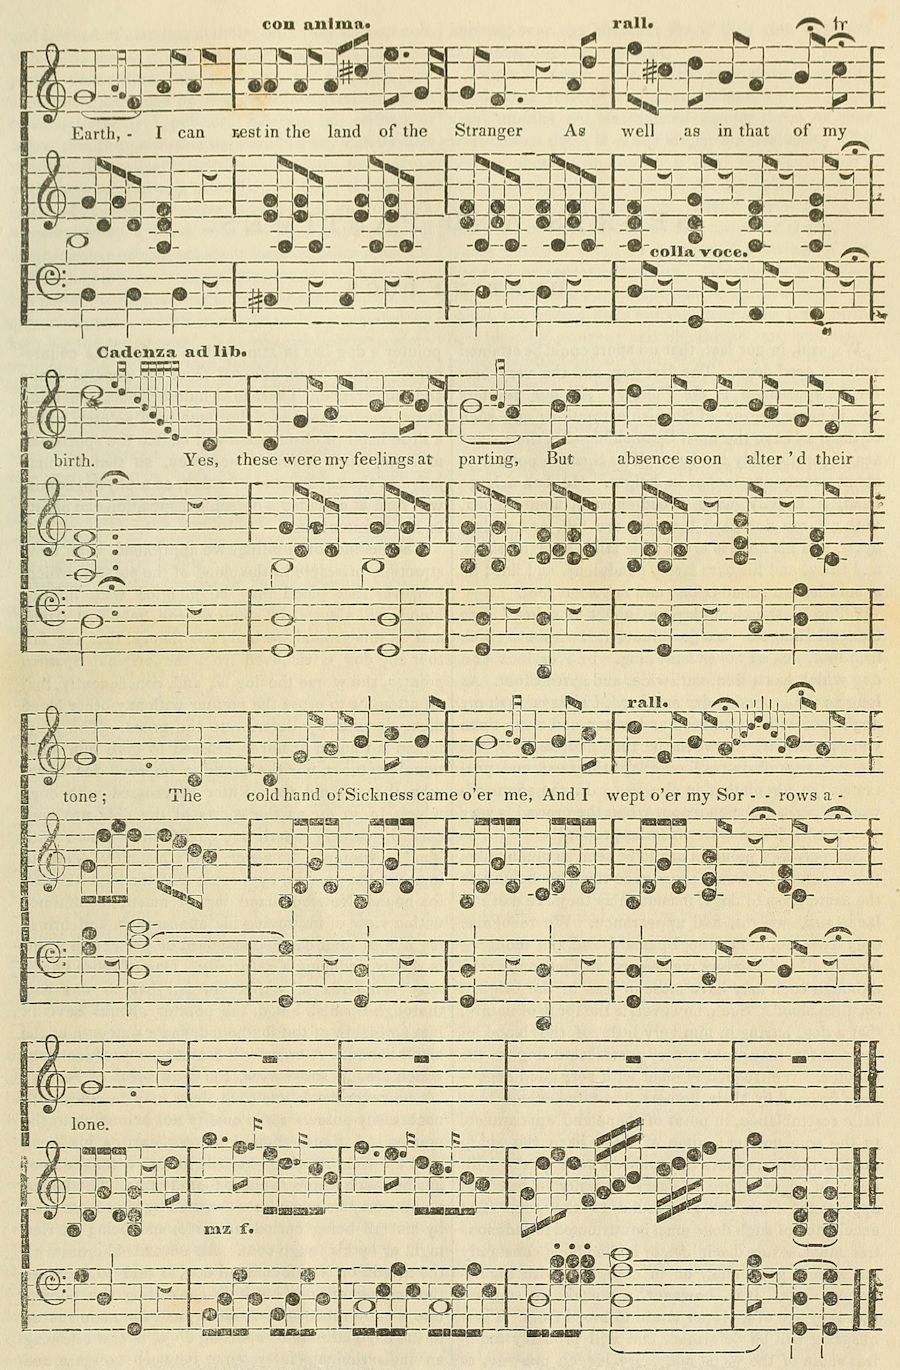 con anima. rall. tr
Earth, - I can rest in the land of the Stranger As well as in that of my
colla voce.
Cadenza ad lib.
birth. Yes, these were my feelings at parting, But absence soon alter'd their
rall.
tone; The cold hand of Sickness came o'er me, And I wept o'er my Sor - - rows a -
lone.
mz f.